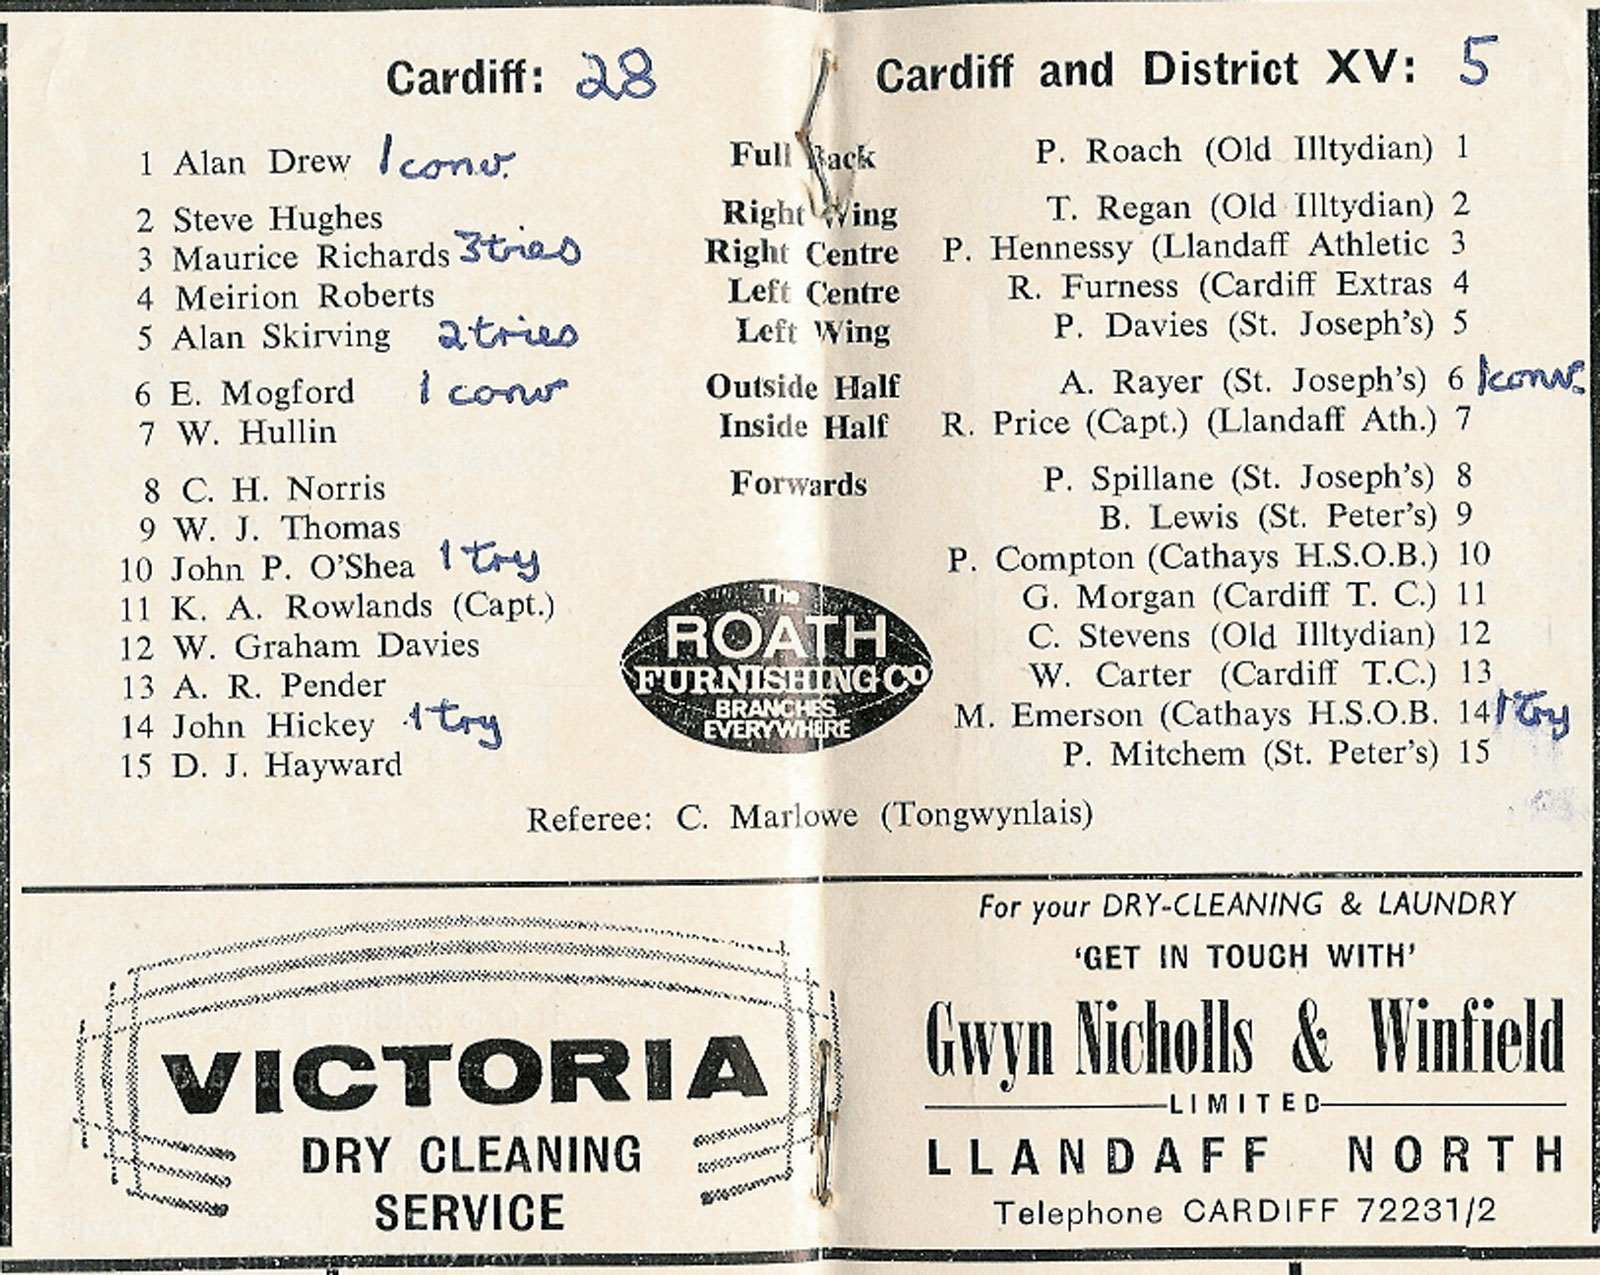 Cardiff: 28
Cardiff and District XV: 5
1 Alan Drew 1 conv. Full Back P. Roach (Old Illtydian) 1
2 Steve Hughes Right Wing T. Regan (Old Illtydian) 2
3 Maurice Richards 3 tries Right Centre P. Hennessy (Llandaff Athletic 3
4 Meirion Roberts Left Centre R. Furness (Cardiff Extras 4
5 Alan Skirving 2 tries Left Wing P. Davies (St. Joseph's) 5
6 E. Mogford 1 conv Outside Half A. Rayer (St. Joseph's) 6 1 conv.
7 W. Hullin Inside Half R. Price (Capt.) (Llandaff Ath.) 7
8 C. H. Norris Forwards P. Spillane (St. Joseph's) 8
9 W. J. Thomas B. Lewis (St. Peter's) 9
10 John P. O'Shea 1 try P. Compton (Cathays H.S.O.B.) 10
11 K. A. Rowlands (Capt.) G. Morgan (Cardiff T. C.) 11
12 W. Graham Davies C. Stevens (Old Illtydian) 12
13 A. R. Pender W. Carter (Cardiff T.C.) 13
14 John Hickey 1 try M. Emerson (Cathays H.S.O.B. 14 1 try
15 D. J. Hayward P. Mitchem (St. Peter's) 15
The
ROATH
FURNISHING CO
BRANCHES
EVERYWHERE
Referee: C. Marlowe (Tongwynlais)
VICTORIA
DRY CLEANING
SERVICE
For your DRY-CLEANING & LAUNDRY
'GET IN TOUCH WITH'
Gwyn Nicholls & Winfield
LIMITED
LLANDAFF NORTH
Telephone CARDIFF 72231/2